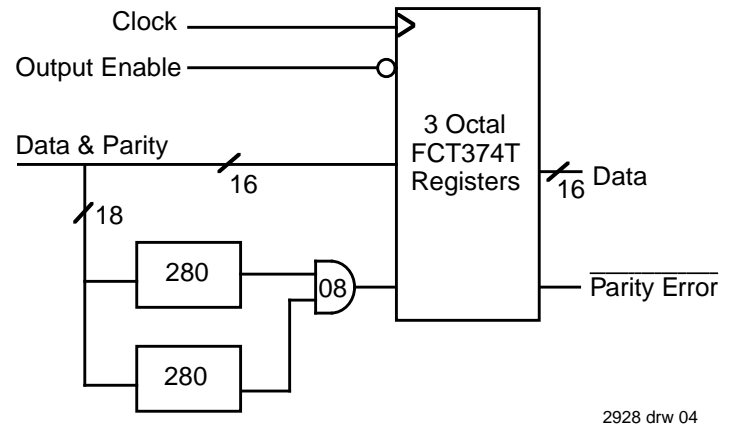 Clock
Output Enable
Data & Parity
16
18
3 Octal
FCT374T
Registers
16
Data
280
08
Parity Error
280
2928 drw 04